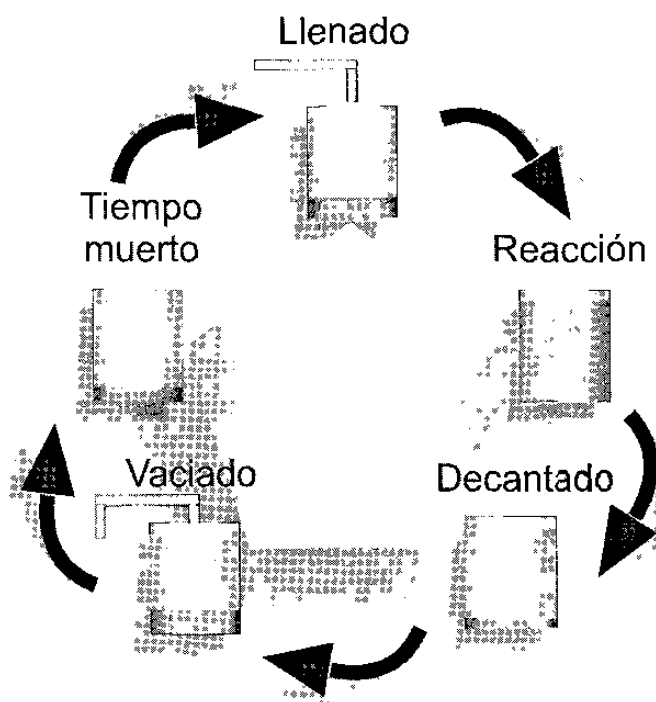 Llenado
Tiempo
muerto
Reacción
Vaciado
Decantado